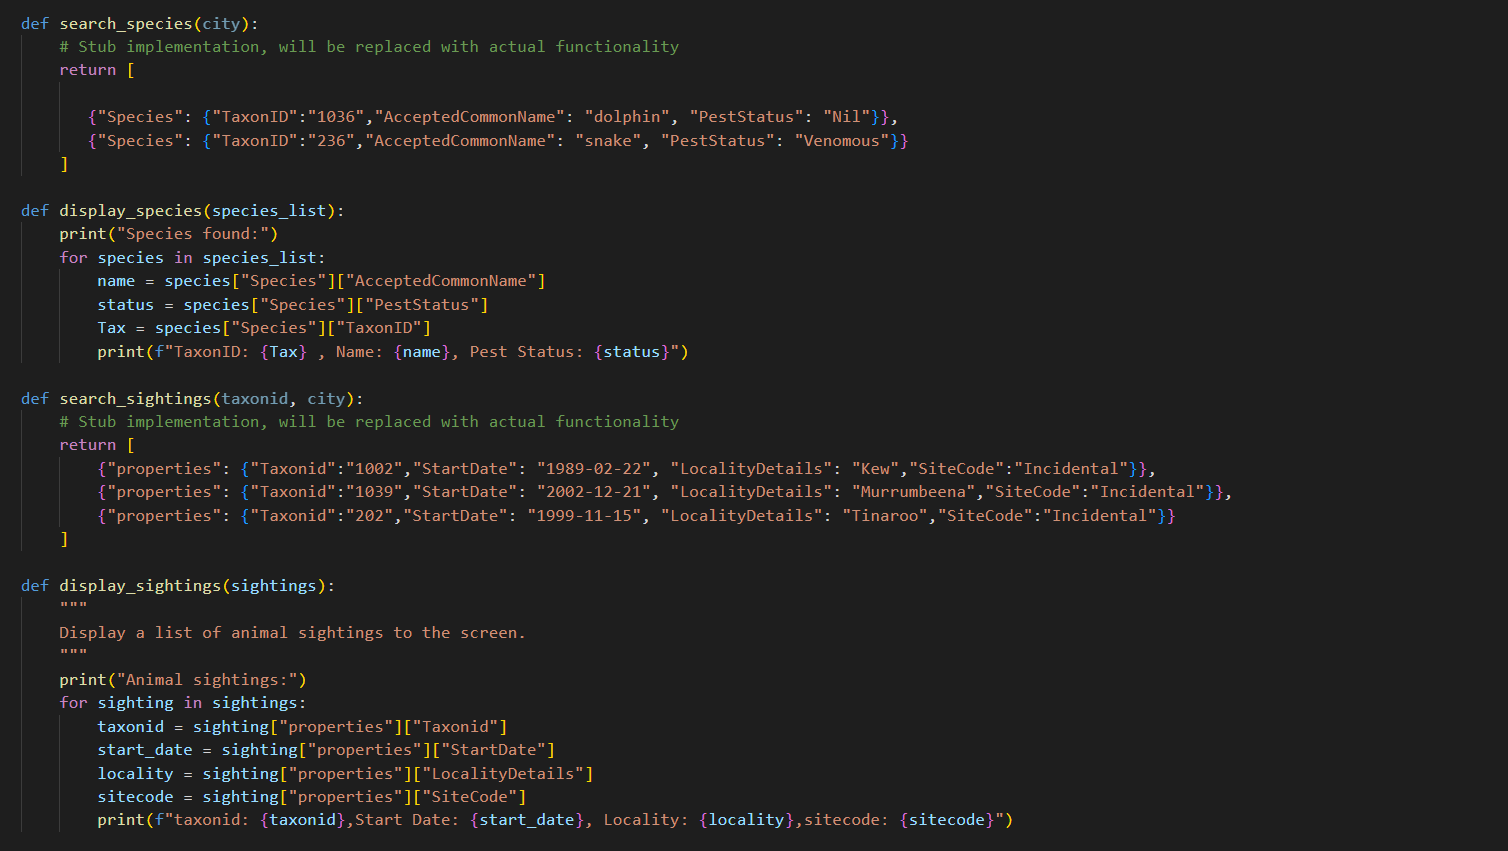 def search_species(city):
    # Stub implementation, will be replaced with actual functionality
    return [

       {"Species": {"TaxonID":"1036","AcceptedCommonName": "dolphin", "PestStatus": "Nil"}},
       {"Species": {"TaxonID":"236","AcceptedCommonName": "snake", "PestStatus": "Venomous"}}
    ]

def display_species(species_list):
    print("Species found:")
    for species in species_list:
        name = species["Species"]["AcceptedCommonName"]
        status = species["Species"]["PestStatus"]
        Tax = species["Species"]["TaxonID"]
        print(f"TaxonID: {Tax} , Name: {name}, Pest Status: {status}")

def search_sightings(taxonid, city):
    # Stub implementation, will be replaced with actual functionality
    return [
        {"properties": {"Taxonid":"1002","StartDate": "1989-02-22", "LocalityDetails": "Kew","SiteCode":"Incidental"}},
        {"properties": {"Taxonid":"1039","StartDate": "2002-12-21", "LocalityDetails": "Murrumbeena","SiteCode":"Incidental"}},
        {"properties": {"Taxonid":"202","StartDate": "1999-11-15", "LocalityDetails": "Tinaroo","SiteCode":"Incidental"}}
    ]

def display_sightings(sightings):
    """
    Display a list of animal sightings to the screen.
    """
    print("Animal sightings:")
    for sighting in sightings:
        taxonid = sighting["properties"]["Taxonid"]
        start_date = sighting["properties"]["StartDate"]
        locality = sighting["properties"]["LocalityDetails"]
        sitecode = sighting["properties"]["SiteCode"]
        print(f"taxonid: {taxonid},Start Date: {start_date}, Locality: {locality},sitecode: {sitecode}")